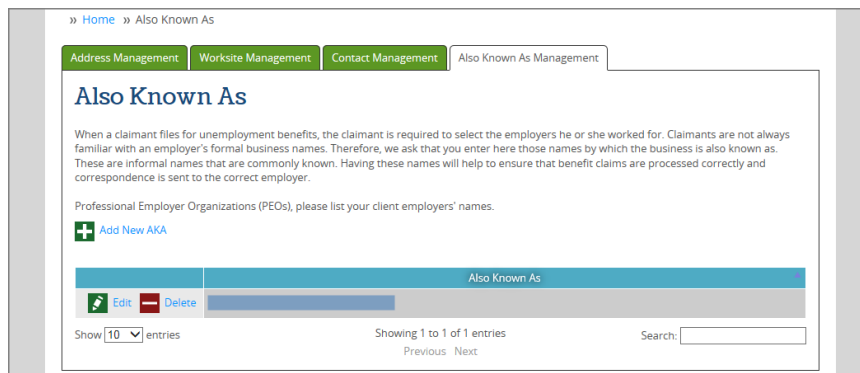 » Home » Also Known As
Address Management Worksite Management Contact Management Also Known As Management
Also Known As
When a claimant files for unemployment benefits, the claimant is required to select the employers he or she worked for. Claimants are not always
familiar with an employer's formal business names. Therefore, we ask that you enter here those names by which the business is also known as.
These are informal names that are commonly known. Having these names will help to ensure that benefit claims are processed correctly and
correspondence is sent to the correct employer.
Professional Employer Organizations (PEOs), please list your client employers' names.
Add New AKA
Also Known As
Edit Delete
Show 10 entries Showing 1 to 1 of 1 entries Search:
Previous Next